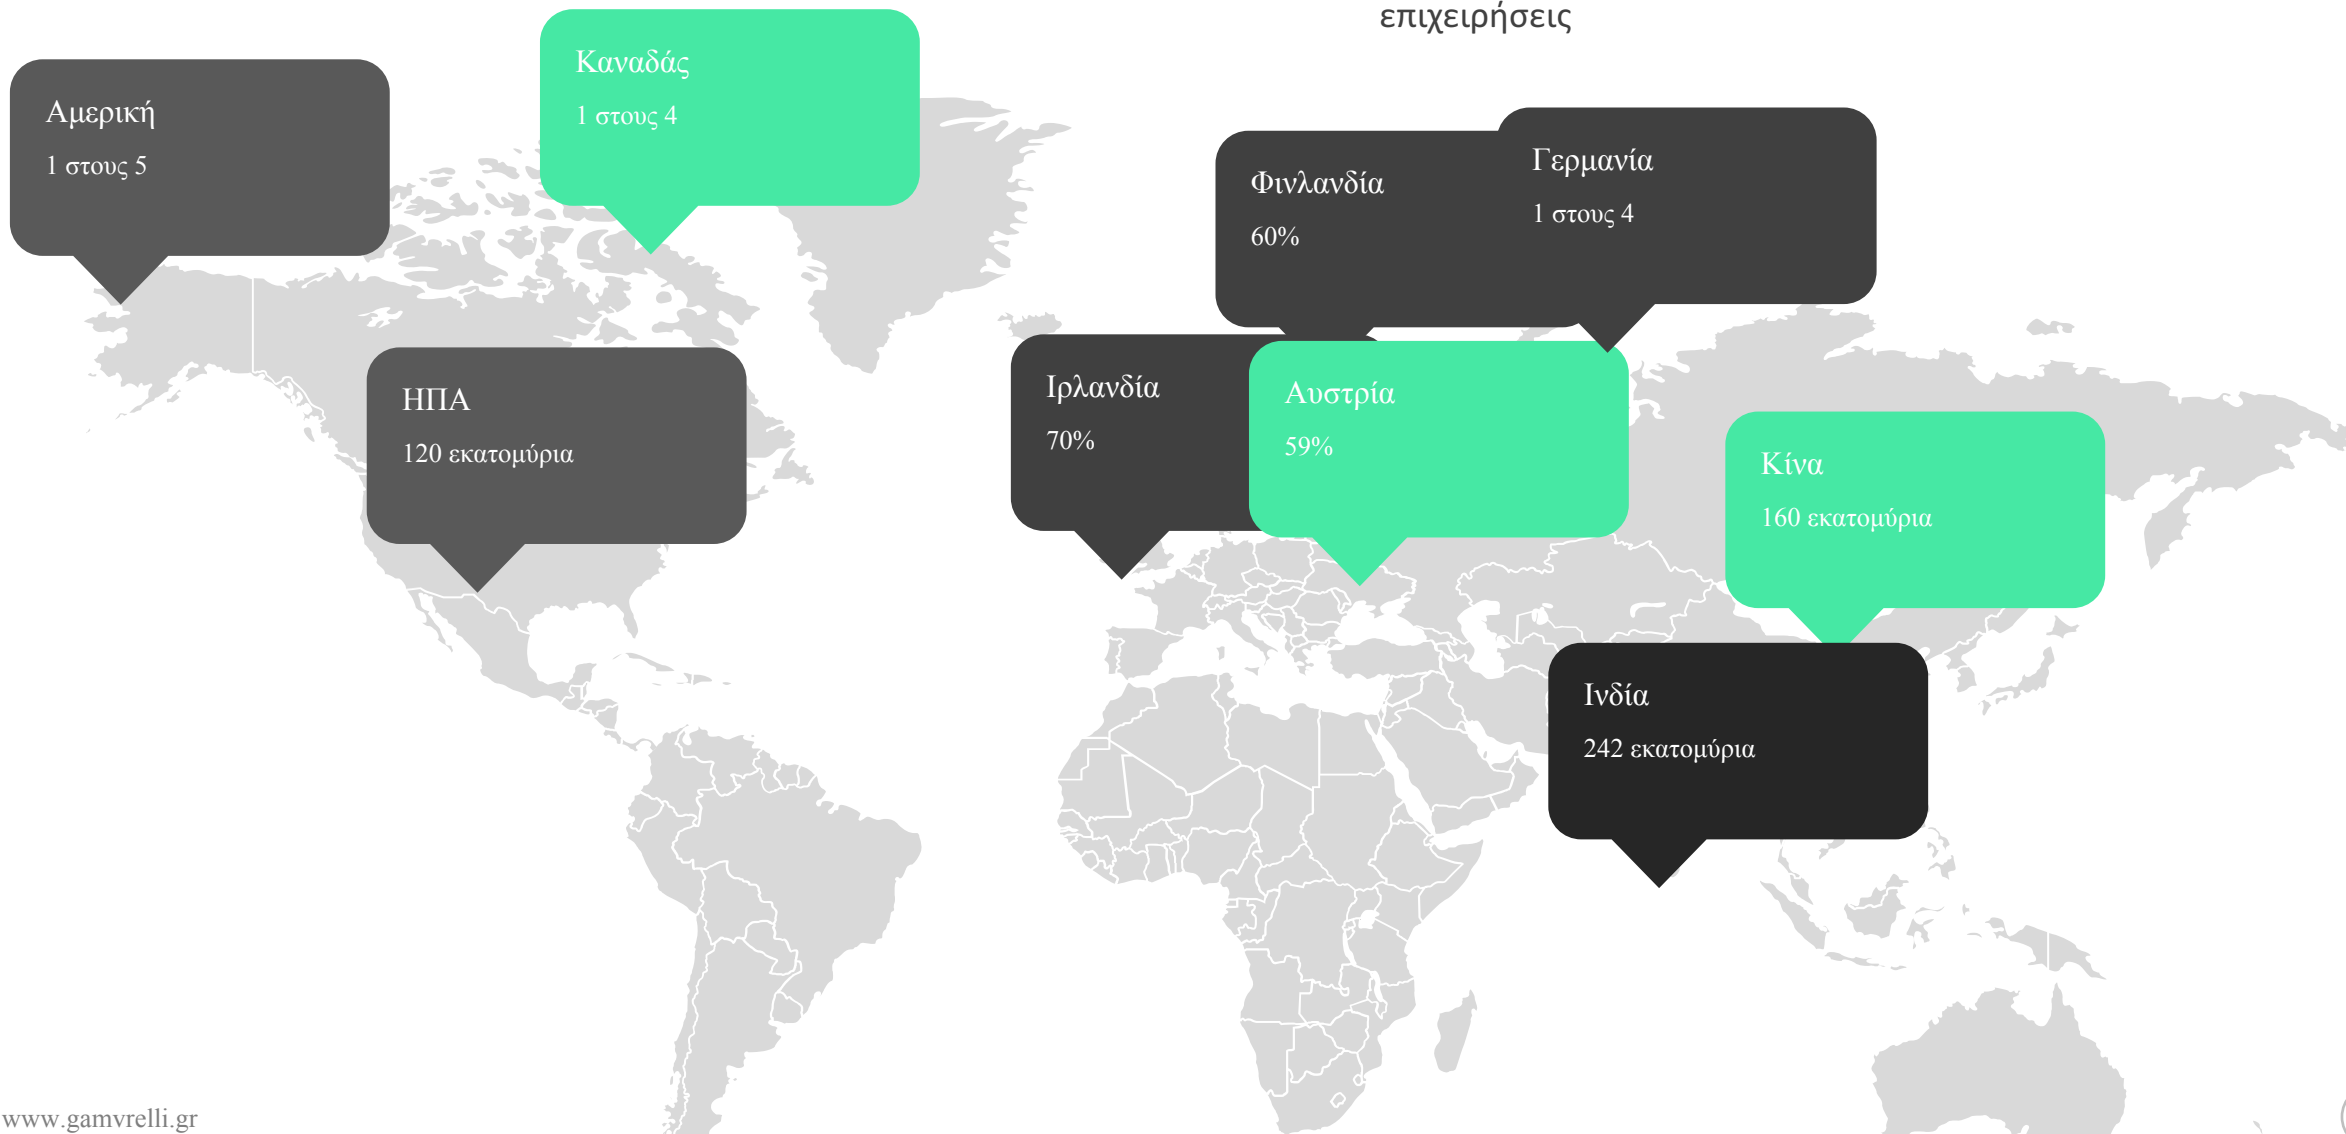 επιχειρήσεις
Αμερική
1 στους 5
Καναδάς
1 στους 4
Φινλανδία
60%
Γερμανία
1 στους 4
ΗΠΑ
120 εκατομύρια
Ιρλανδία
70%
Αυστρία
59%
Κίνα
160 εκατομύρια
Ινδία
242 εκατομύρια
www.gamvrelli.gr